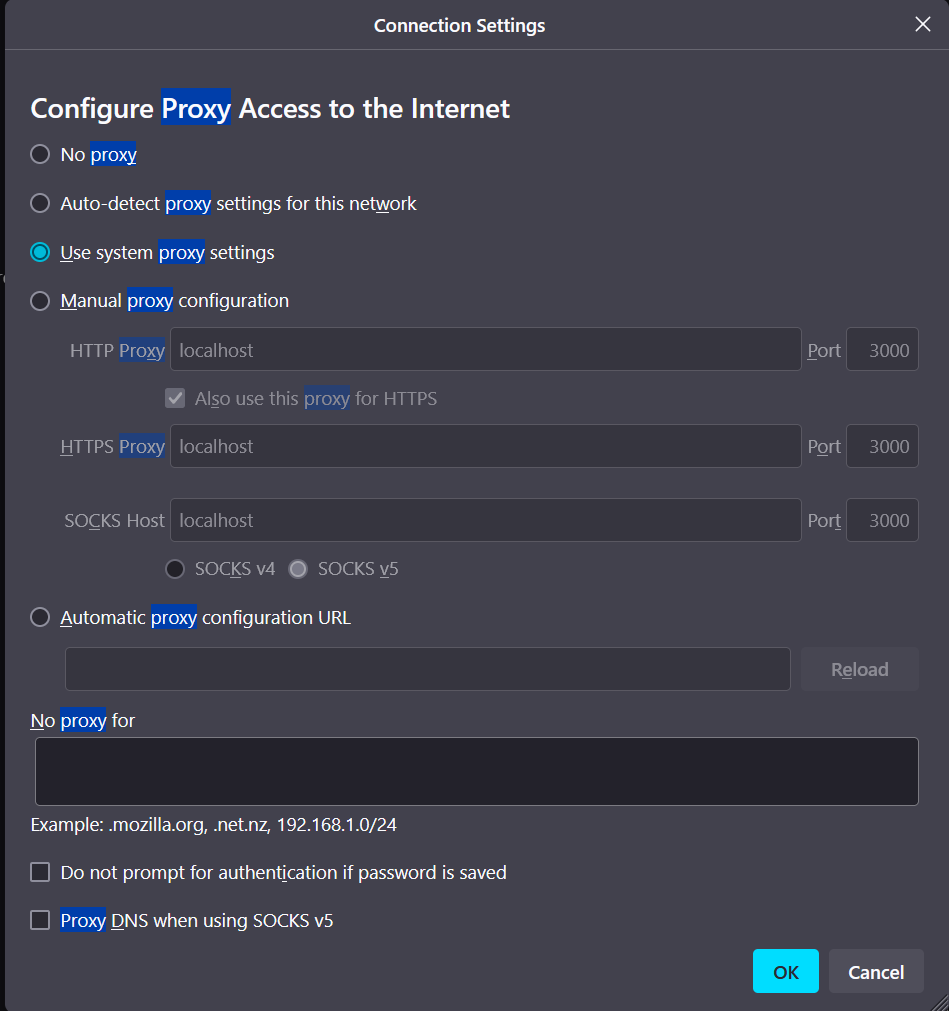 Connection Settings
Configure Proxy Access to the Internet
No proxy
Auto-detect proxy settings for this network
Use system proxy settings
Manual proxy configuration
HTTP Proxy localhost Port 3000
Also use this proxy for HTTPS
HTTPS Proxy localhost Port 3000
SOCKS Host localhost Port 3000
SOCKS v4 SOCKS v5
Automatic proxy configuration URL
Reload
No proxy for
Example: .mozilla.org, .net.nz, 192.168.1.0/24
Do not prompt for authentication if password is saved
Proxy DNS when using SOCKS v5
OK Cancel